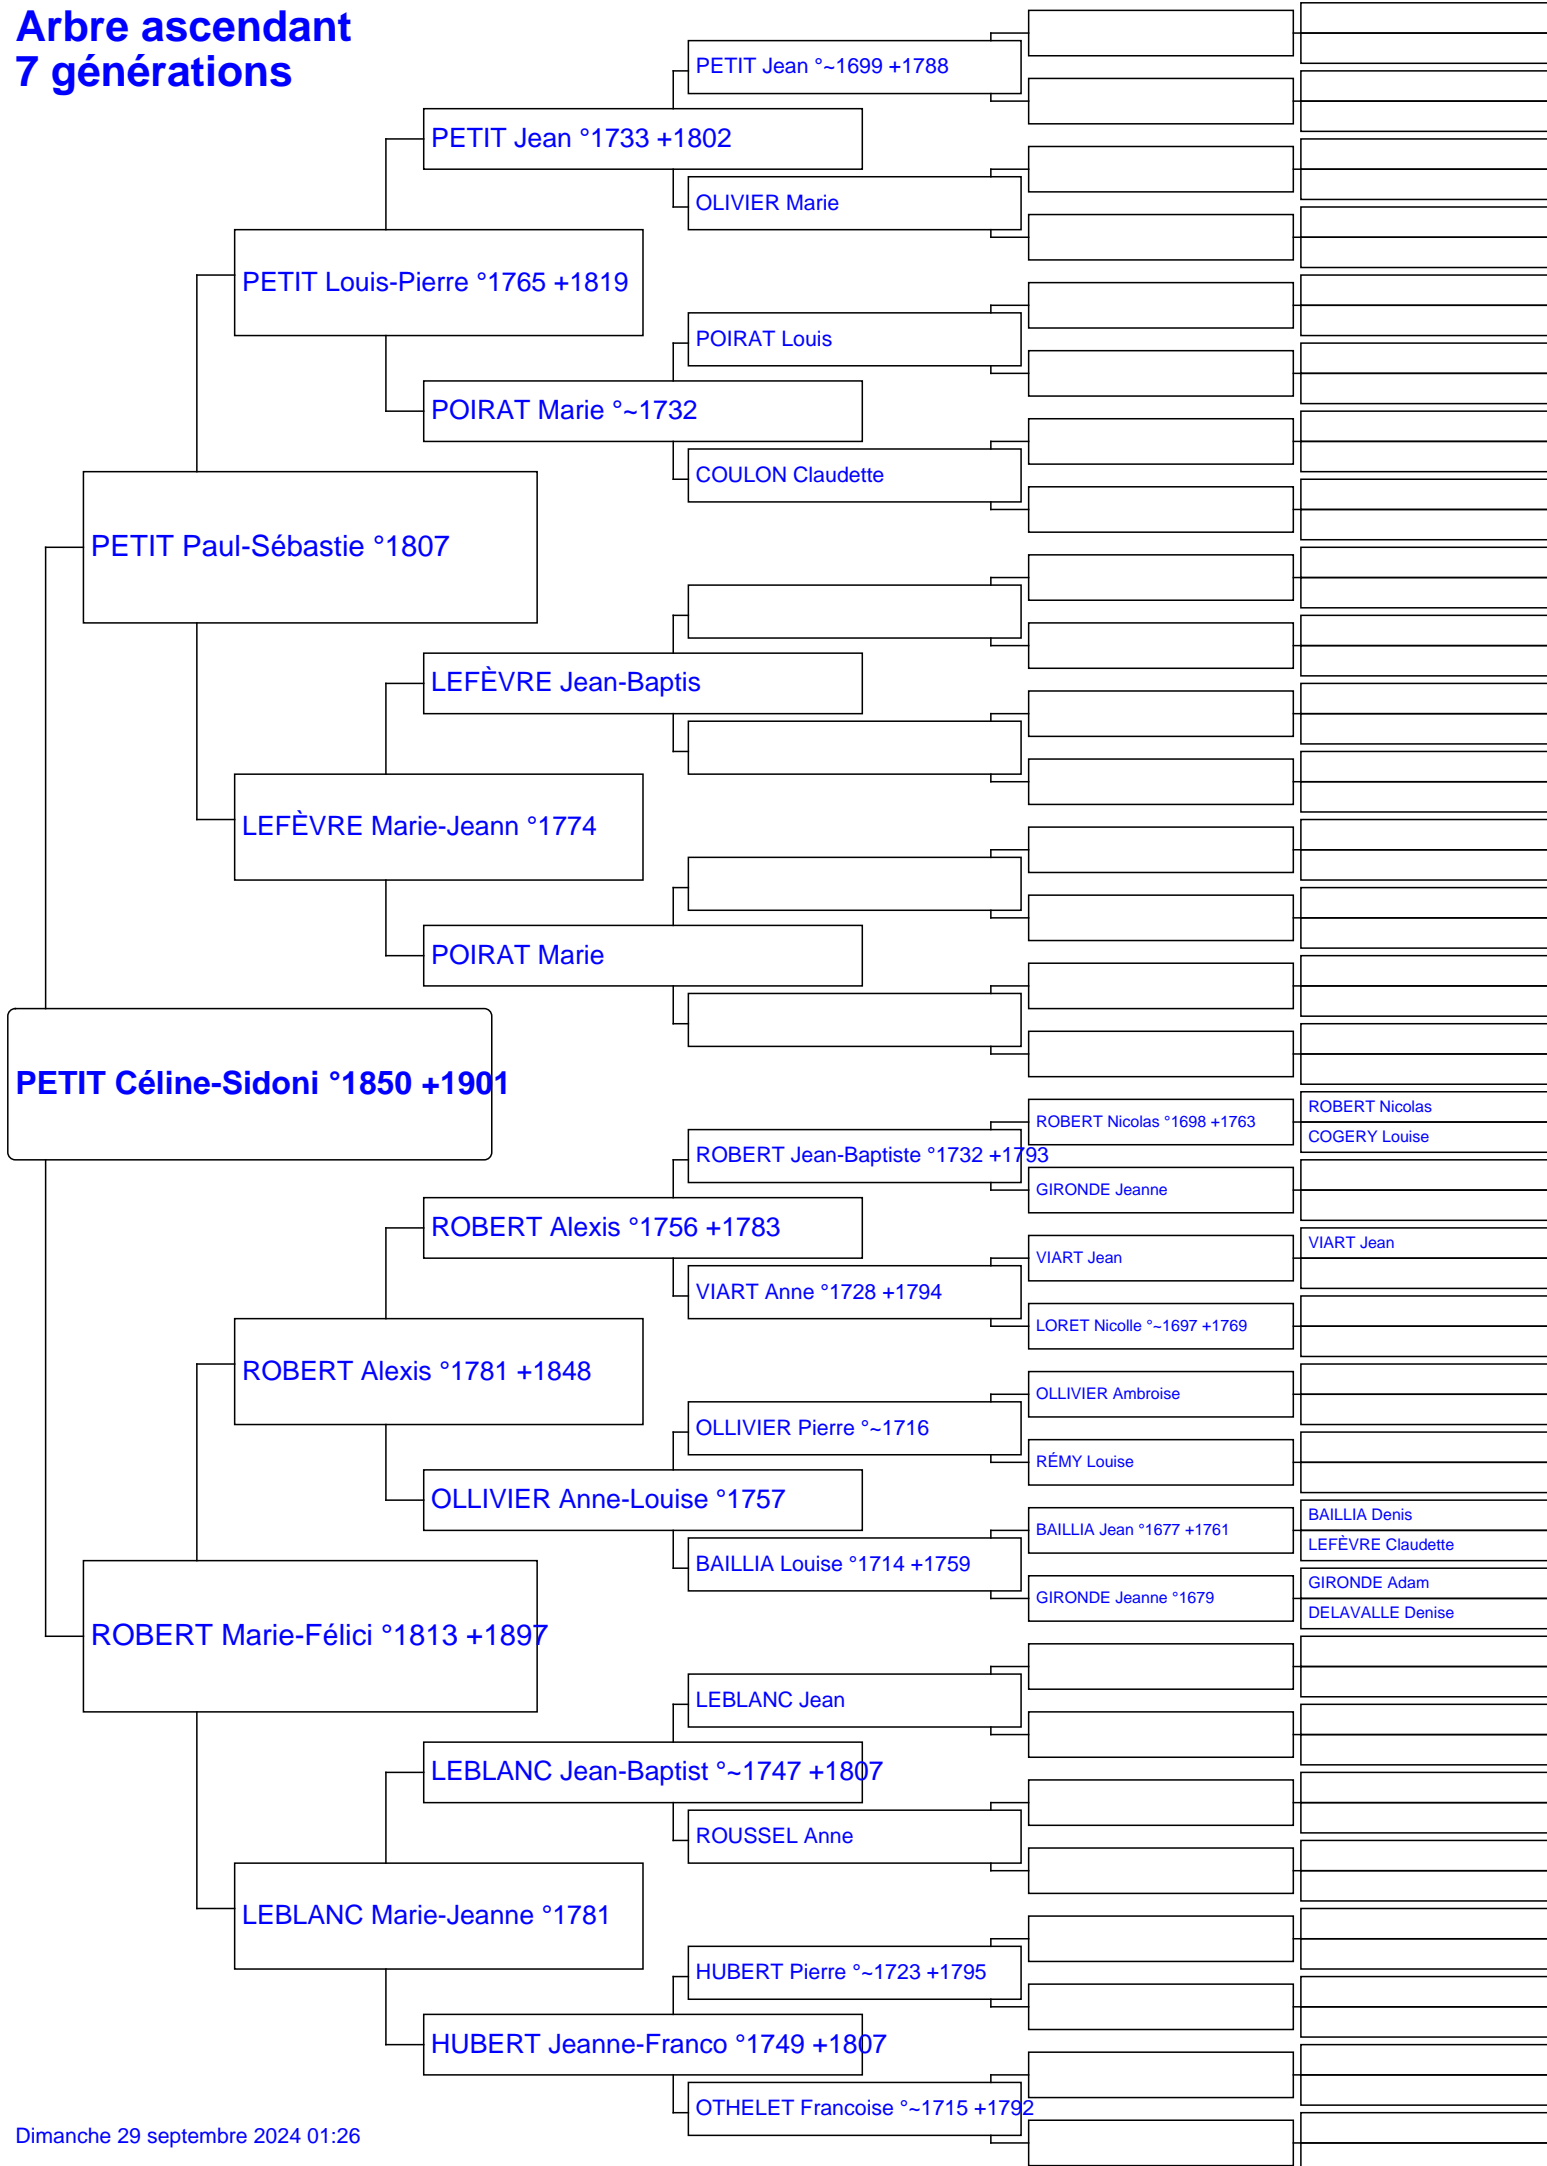 Arbre ascendant
7 générations
PETIT Jean °~1699 +1788
PETIT Jean °1733 +1802
OLIVIER Marie
PETIT Louis-Pierre °1765 +1819
POIRAT Louis
POIRAT Marie °~1732
COULON Claudette
PETIT Paul-Sébastie °1807
LEFÈVRE Jean-Baptis
LEFÈVRE Marie-Jeann °1774
POIRAT Marie
PETIT Céline-Sidoni °1850 +1901
ROBERT Nicolas
ROBERT Nicolas °1698 +1763
COGERY Louise
ROBERT Jean-Baptiste °1732 +1793
GIRONDE Jeanne
ROBERT Alexis °1756 +1783
VIART Jean
VIART Jean
VIART Anne °1728 +1794
LORET Nicolle °~1697 +1769
ROBERT Alexis °1781 +1848
OLLIVIER Ambroise
OLLIVIER Pierre °~1716
RÉMY Louise
OLLIVIER Anne-Louise °1757
BAILLIA Denis
BAILLIA Jean °1677 +1761
LEFÈVRE Claudette
BAILLIA Louise °1714 +1759
GIRONDE Adam
GIRONDE Jeanne °1679
DELAVALLE Denise
ROBERT Marie-Félici °1813 +1897
LEBLANC Jean
LEBLANC Jean-Baptist °~1747 +1807
ROUSSEL Anne
LEBLANC Marie-Jeanne °1781
HUBERT Pierre °~1723 +1795
HUBERT Jeanne-Franco °1749 +1807
OTHELET Francoise °~1715 +1792
Dimanche 29 septembre 2024 01:26